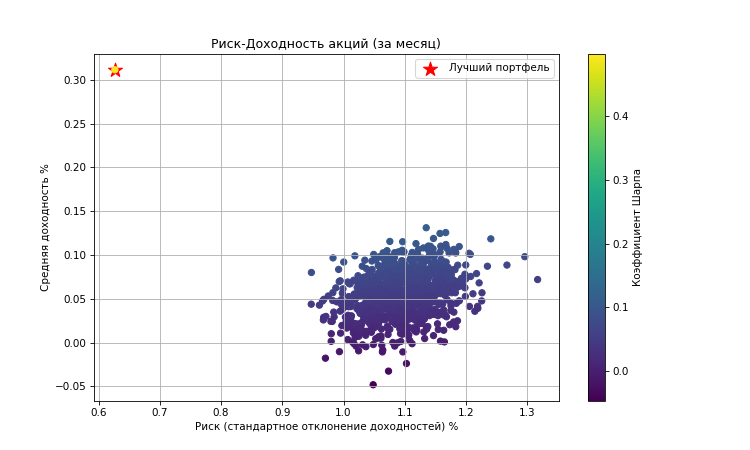 Риск-Доходность акций (за месяц)
Лучший портфель
Средняя доходность %
0.30
0.25
0.20
0.15
0.10
0.05
0.00
−0.05
0.6 0.7 0.8 0.9 1.0 1.1 1.2 1.3
Риск (стандартное отклонение доходностей) %
0.4
0.3
0.2
0.1
0.0
Коэффициент Шарпа